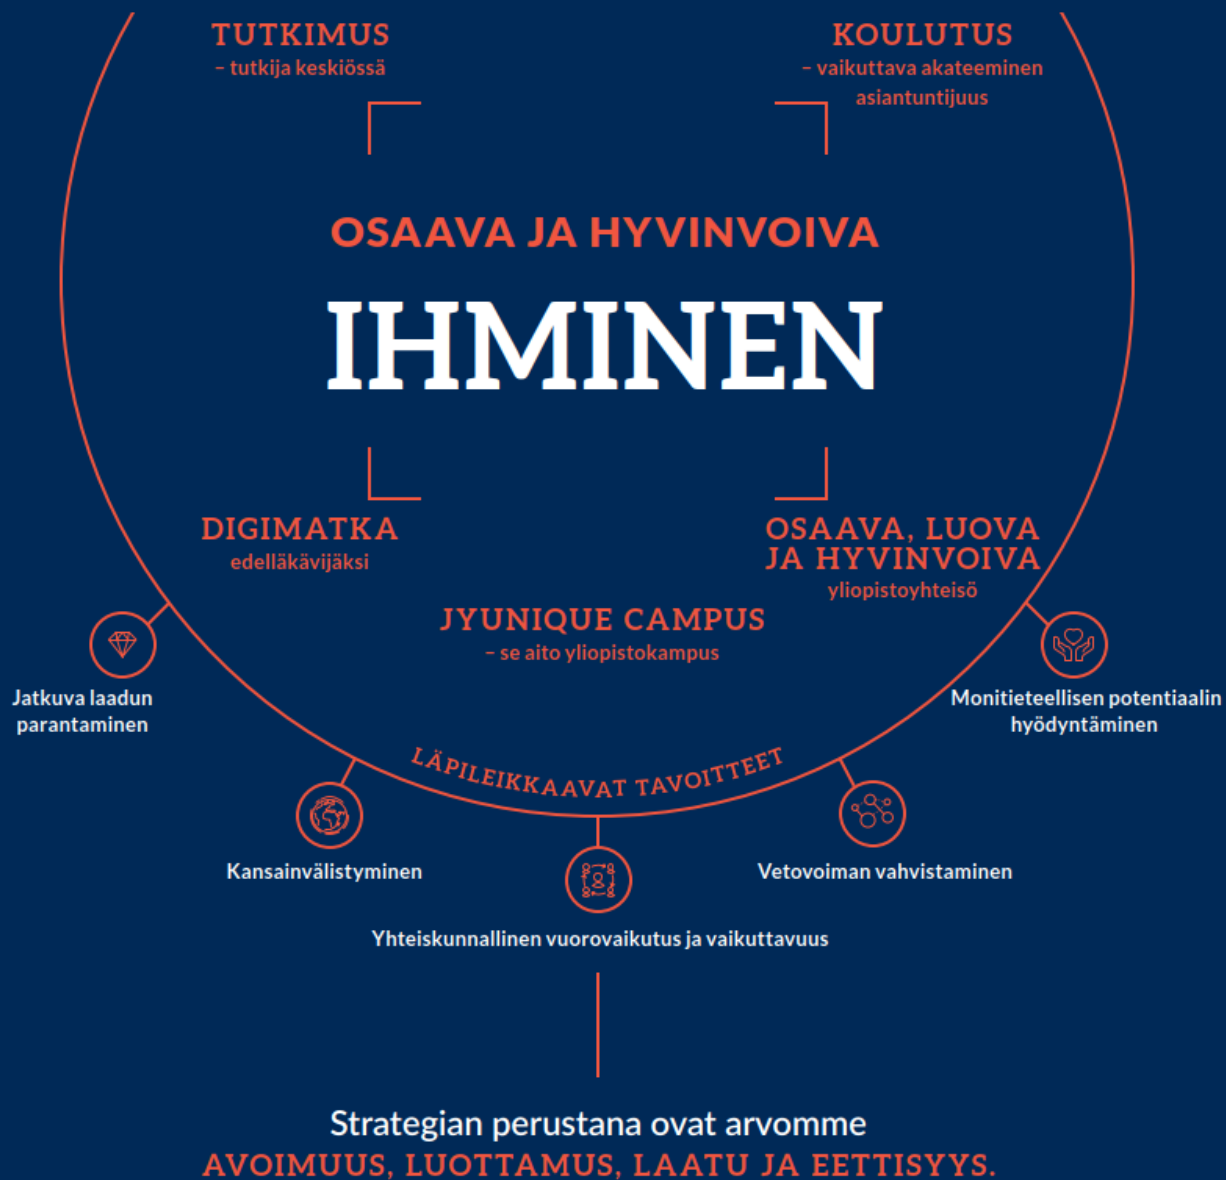 TUTKIMUS
– tutkija keskiössä
KOULUTUS
– vaikuttava akateeminen
asiantuntijuus
OSAAVA JA HYVINVOIVA
IHMINEN
DIGIMATKA
edelläkävijäksi
OSAAVA, LUOVA
JA HYVINVOIVA
yliopistoyhteisö
JYUNIQUE CAMPUS
– se aito yliopistokampus
LÄPILEIKKAAVAT TAVOITTEET
Jatkuva laadun
parantaminen
Kansainvälistyminen
Yhteiskunnallinen vuorovaikutus ja vaikuttavuus
Vetovoiman vahvistaminen
Monitieteellisen potentiaalin
hyödyntäminen
Strategian perustana ovat arvomme
AVOIMUUS, LUOTTAMUS, LAATU JA EETTISYYS.